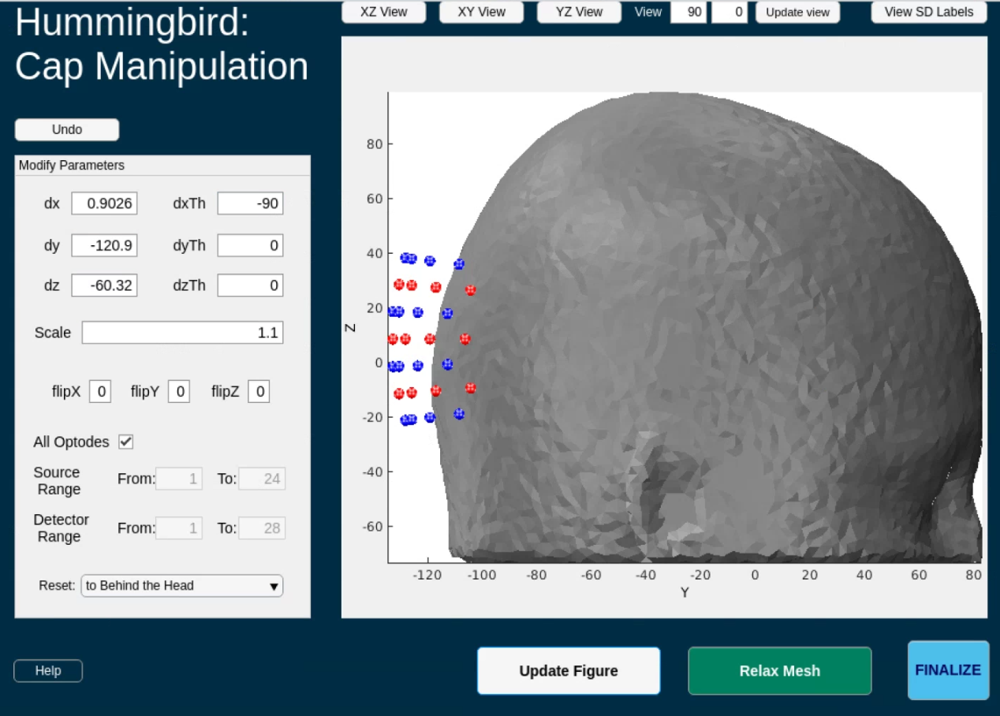 Hummingbird:
Cap Manipulation
XZ View XY View YZ View View 90 0 Update view View SD Labels
Undo
Modify Parameters
dx 0.9026 dxTh -90
dy -120.9 dyTh 0
dz -60.32 dzTh 0
Scale 1.1
flipX 0 flipY 0 flipZ 0
All Optodes
Source
Range
From: 1 To: 24
Detector
Range
From: 1 To: 28
Reset: to Behind the Head
Help
80
60
40
20
0
-20
-40
-60
Z
-120 -100 -80 -60 -40 -20 0 20 40 60 80
Y
Update Figure Relax Mesh FINALIZE